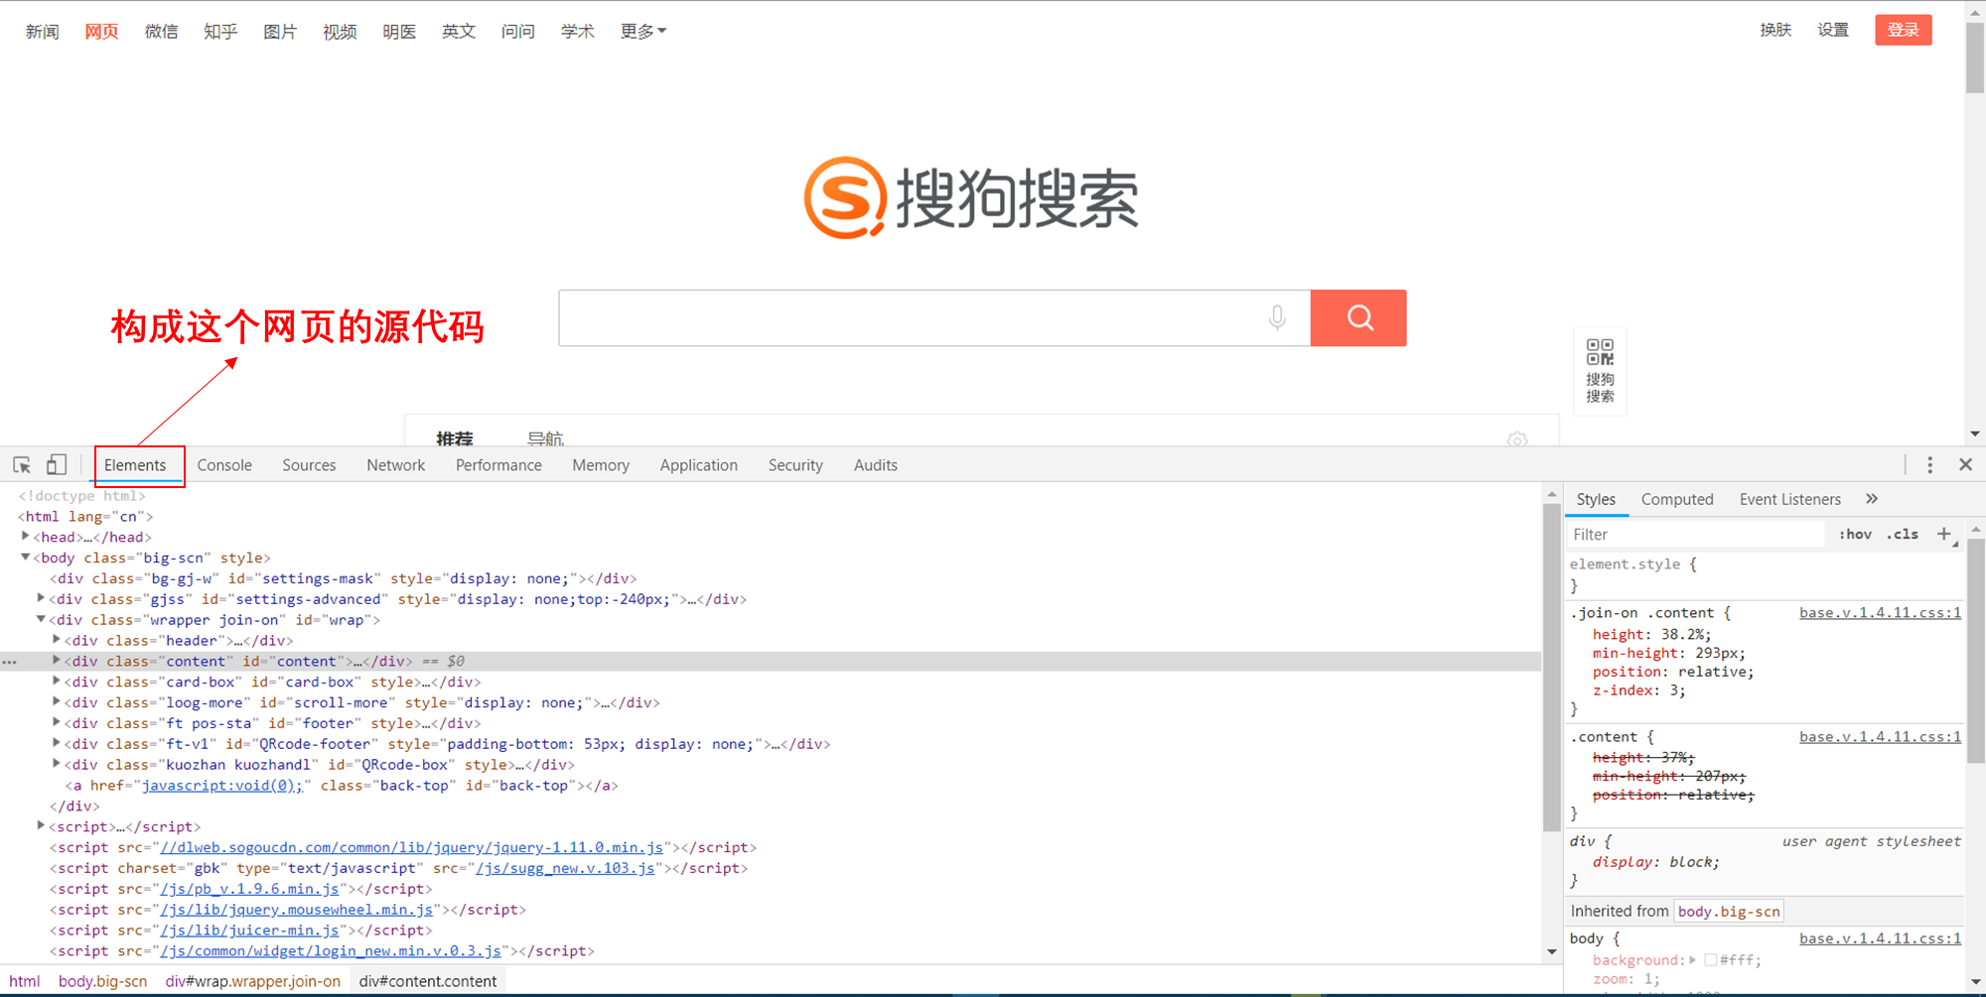 新闻 网页 微信 知乎 图片 视频 明医 英文 问问 学术 更多 换肤 设置 登录
搜狗搜索
构成这个网页的源代码
搜狗
搜索
推荐 导航
Elements Console Sources Network Performance Memory Application Security Audits
<!doctype html>
<html lang="cn">
<head>…</head>
<body class="big-scn" style>
<div class="bg-gj-w" id="settings-mask" style="display: none;"></div>
<div class="gjss" id="settings-advanced" style="display: none;top:-240px;">…</div>
<div class="wrapper join-on" id="wrap">
<div class="header">…</div>
<div class="content" id="content">…</div> == $0
<div class="card-box" id="card-box" style>…</div>
<div class="loog-more" id="scroll-more" style="display: none;">…</div>
<div class="ft pos-sta" id="footer" style>…</div>
<div class="ft-v1" id="QRcode-footer" style="padding-bottom: 53px; display: none;">…</div>
<div class="kuozhan kuozhandl" id="QRcode-box" style>…</div>
<a href="javascript:void(0);" class="back-top" id="back-top"></a>
</div>
<script>…</script>
<script src="//dlweb.sogoucdn.com/common/lib/jquery/jquery-1.11.0.min.js"></script>
<script charset="gbk" type="text/javascript" src="/js/sugg_new.v.103.js"></script>
<script src="/js/pb_v.1.9.6.min.js"></script>
<script src="/js/lib/jquery.mousewheel.min.js"></script>
<script src="/js/lib/juicer-min.js"></script>
<script src="/js/common/widget/login_new.min.v.0.3.js"></script>
html body.big-scn div#wrap.wrapper.join-on div#content.content
Styles Computed Event Listeners »
Filter :hov .cls +
element.style {
}
.join-on .content { base.v.1.4.11.css:1
height: 38.2%;
min-height: 293px;
position: relative;
z-index: 3;
}
.content { base.v.1.4.11.css:1
height: 37%;
min-height: 207px;
position: relative;
}
div { user agent stylesheet
display: block;
}
Inherited from body.big-scn
body { base.v.1.4.11.css:1
background: #fff;
zoom: 1;